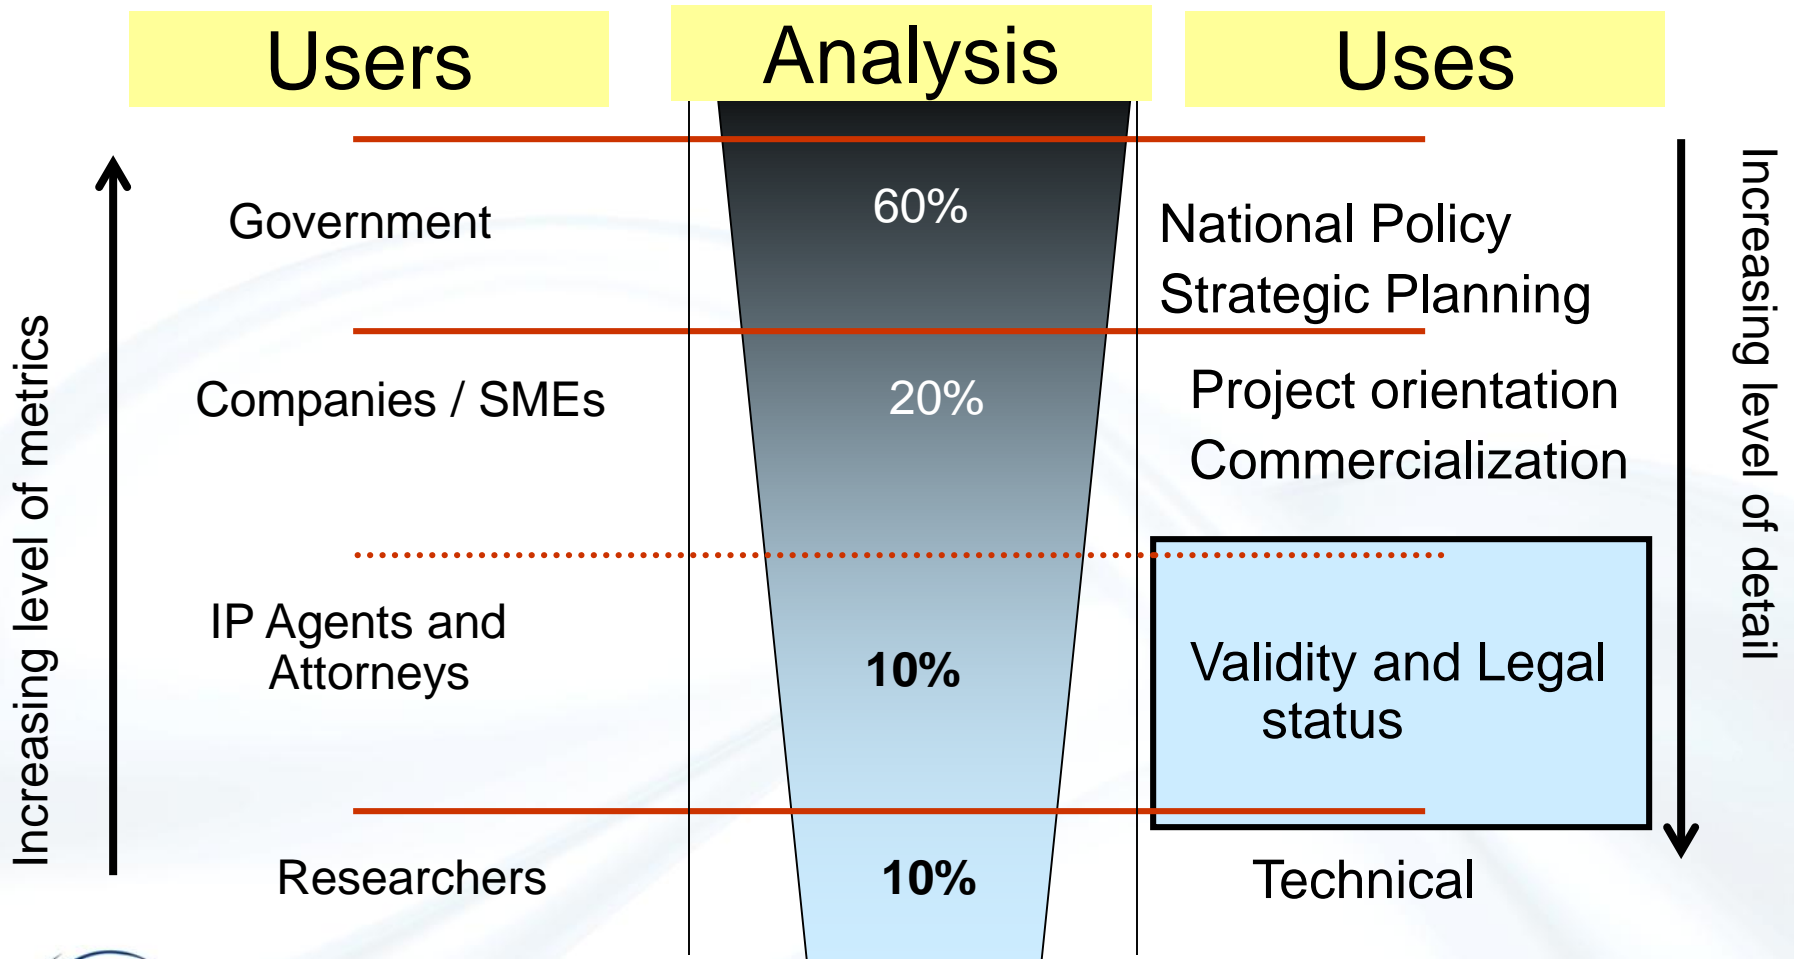 Users
Analysis
Uses
Increasing level of metrics
Government
60%
National Policy
Strategic Planning
Companies / SMEs
20%
Project orientation
Commercialization
IP Agents and
Attorneys
10%
Validity and Legal
status
Researchers
10%
Technical
Increasing level of detail